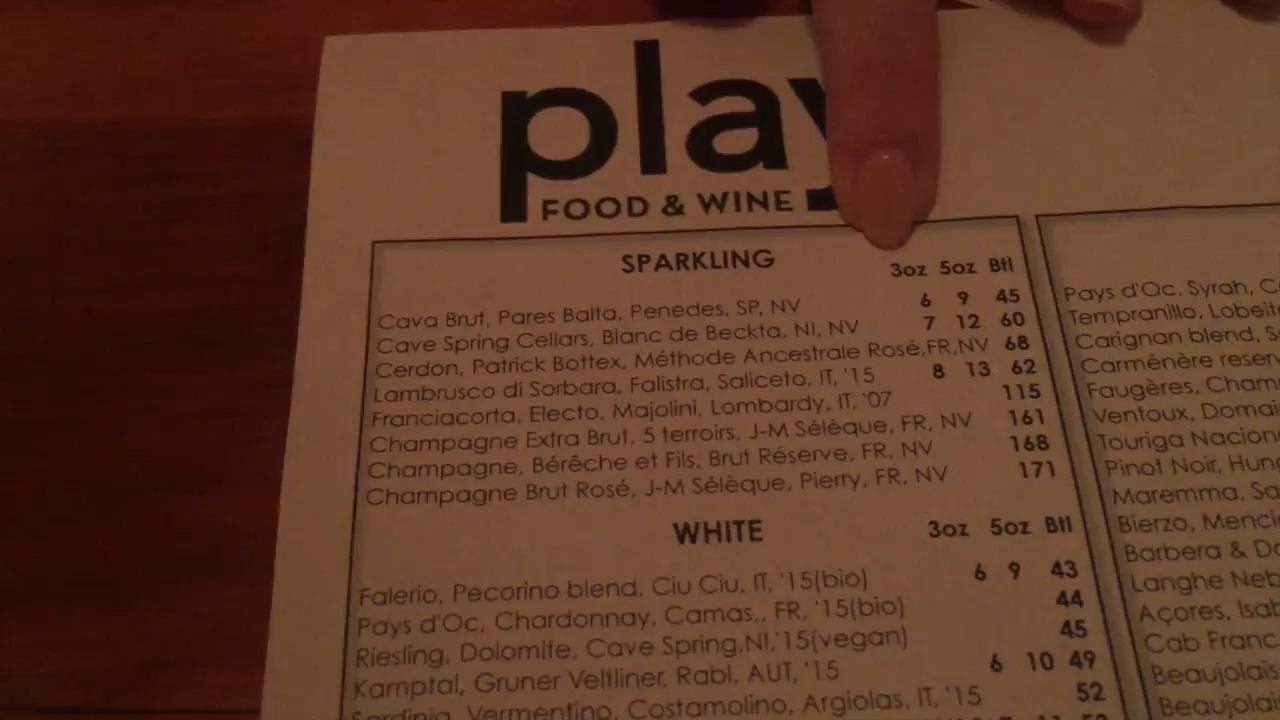 play
FOOD & WINE
SPARKLING 3oz 5oz Btl
Cava Brut, Pares Balta, Penedes, SP, NV 6 9 45
Cave Spring Cellars, Blanc de Beckta, NI, NV 7 12 60
Cerdon, Patrick Bottex, Méthode Ancestrale Rosé,FR,NV 68
Lambrusco di Sorbara, Falistra, Saliceto, IT, '15 8 13 62
Franciacorta, Electo, Majolini, Lombardy, IT, '07 115
Champagne Extra Brut, 5 terroirs, J-M Sélèque, FR, NV 161
Champagne, Bérêche et Fils, Brut Réserve, FR, NV 168
Champagne Brut Rosé, J-M Sélèque, Pierry, FR, NV 171
WHITE 3oz 5oz Btl
Falerio, Pecorino blend, Ciu Ciu, IT, '15(bio) 6 9 43
Pays d'Oc, Chardonnay, Camas,, FR, '15(bio) 44
Riesling, Dolomite, Cave Spring,NI,'15(vegan) 45
Kamptal, Gruner Veltliner, Rabl, AUT, '15 6 10 49
Sardinia, Vermentino, Costamolino, Argiolas, IT, '15 52
Pays d'Oc, Syrah,
Tempranillo,
Carignan blend,
Carménère
Faugères,
Ventoux,
Touriga
Pinot Noir,
Maremma,
Bierzo,
Barbera &
Langhe
Açores,
Cab Franc
Beaujolais